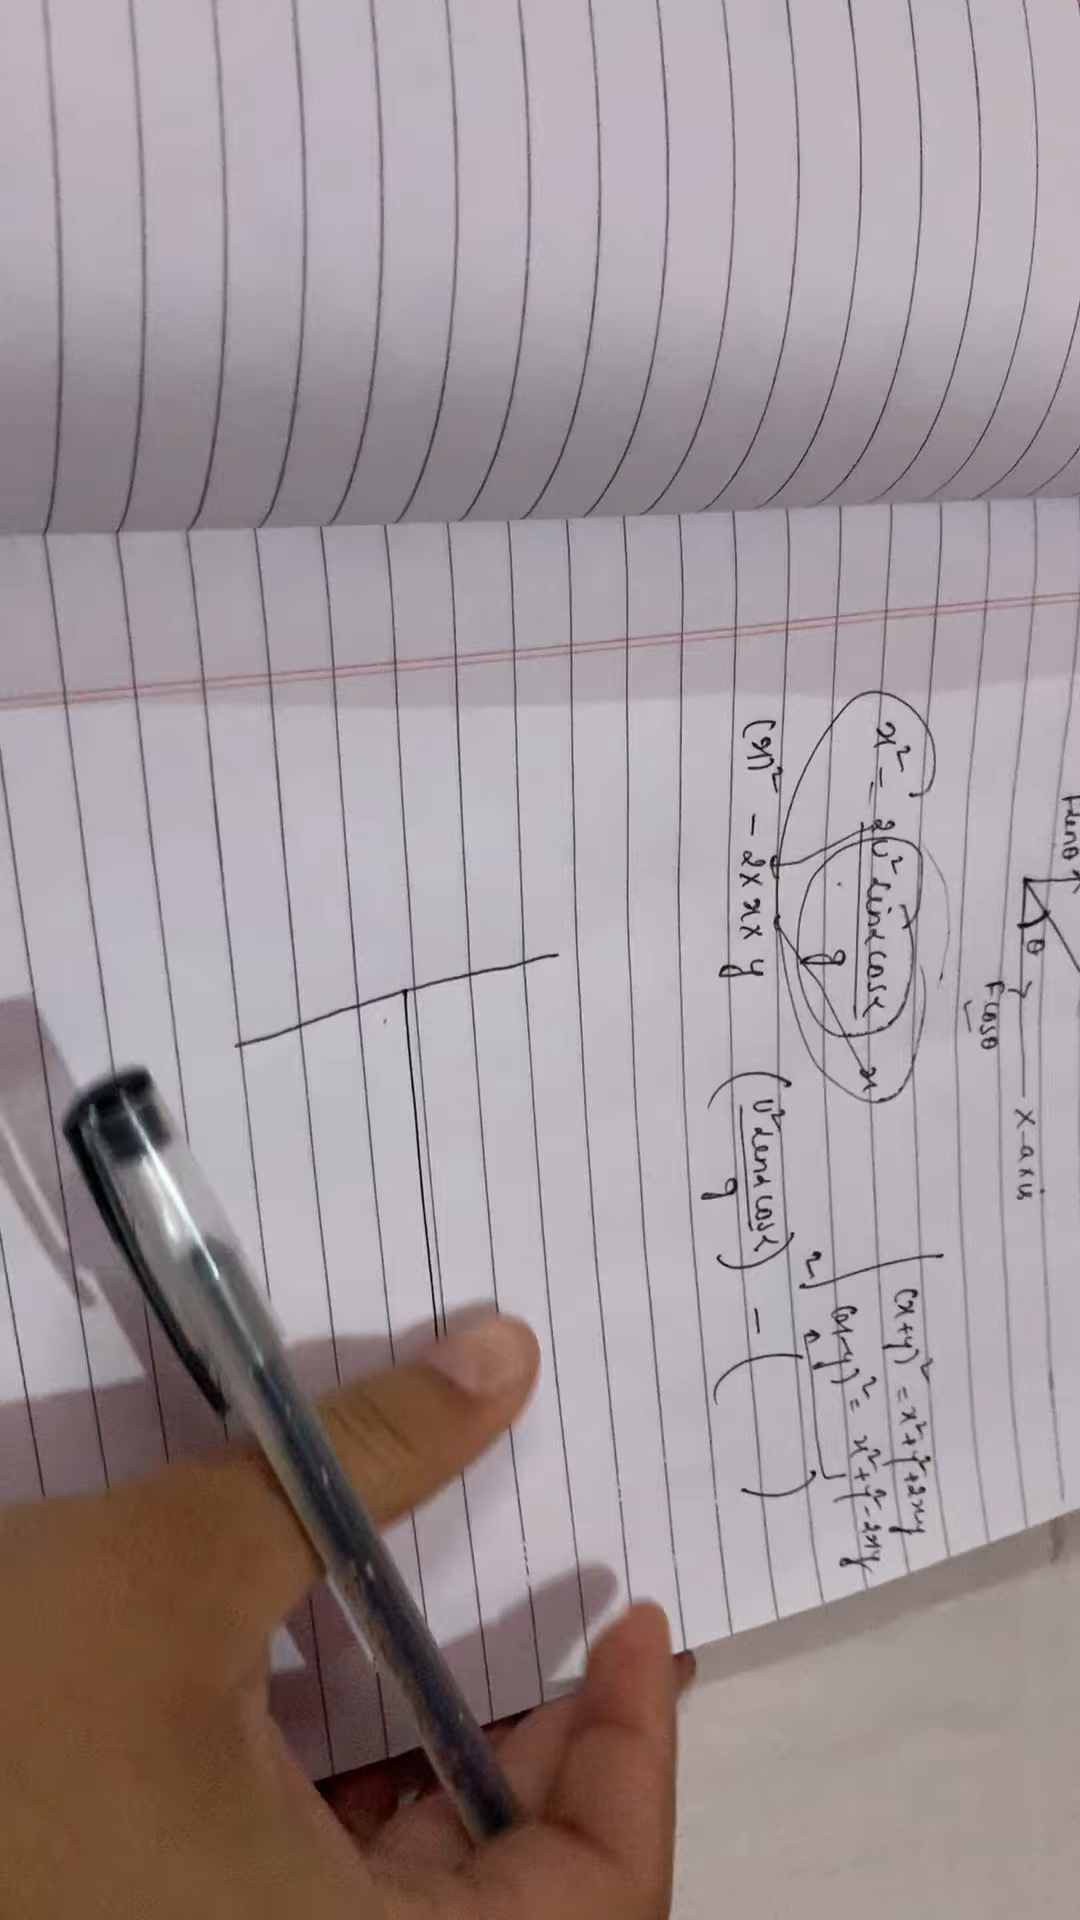 Fsinθ
θ
x-axis
Fcosθ
(x+y)² = x²+y²+2xy
x² - 2u² sinα cosα x
g
(x-y)² = x²+y²-2xy
(x)² - 2 x x x y (u² sinα cosα)² - ( )
g